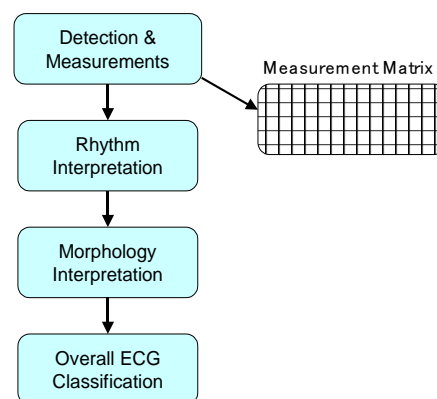 Detection &
Measurements
Measurement Matrix
Rhythm
Interpretation
Morphology
Interpretation
Overall ECG
Classification